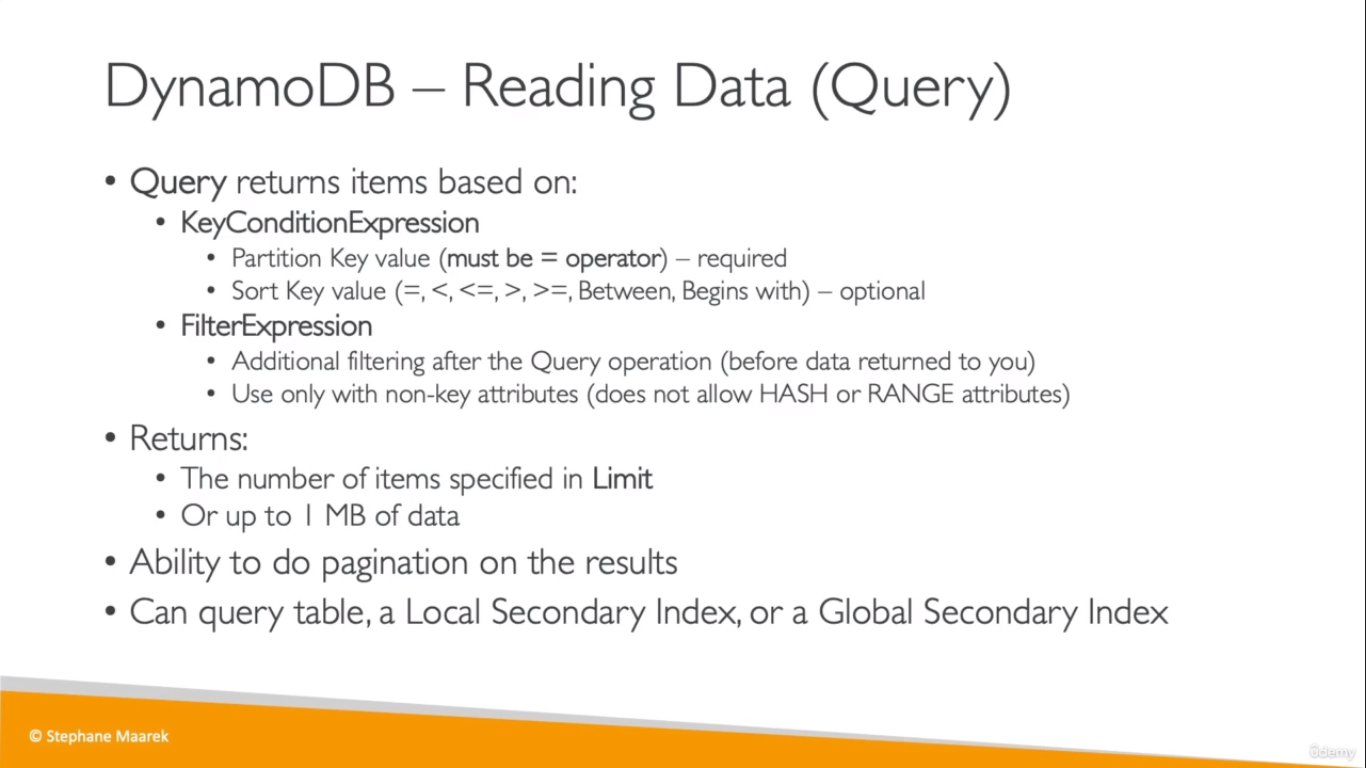 DynamoDB – Reading Data (Query)
• Query returns items based on:
• KeyConditionExpression
• Partition Key value (must be = operator) – required
• Sort Key value (=, <, <=, >, >=, Between, Begins with) – optional
• FilterExpression
• Additional filtering after the Query operation (before data returned to you)
• Use only with non-key attributes (does not allow HASH or RANGE attributes)
• Returns:
• The number of items specified in Limit
• Or up to 1 MB of data
• Ability to do pagination on the results
• Can query table, a Local Secondary Index, or a Global Secondary Index
© Stephane Maarek
ûdemy